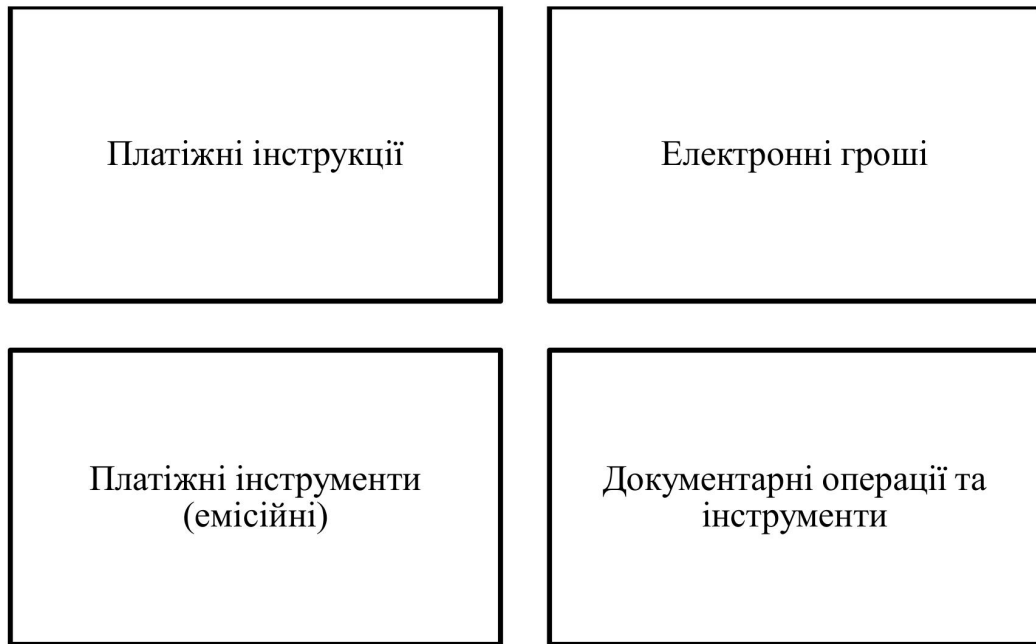 Платіжні інструкції
Електронні гроші
Платіжні інструменти
(емісійні)
Документарні операції та
інструменти